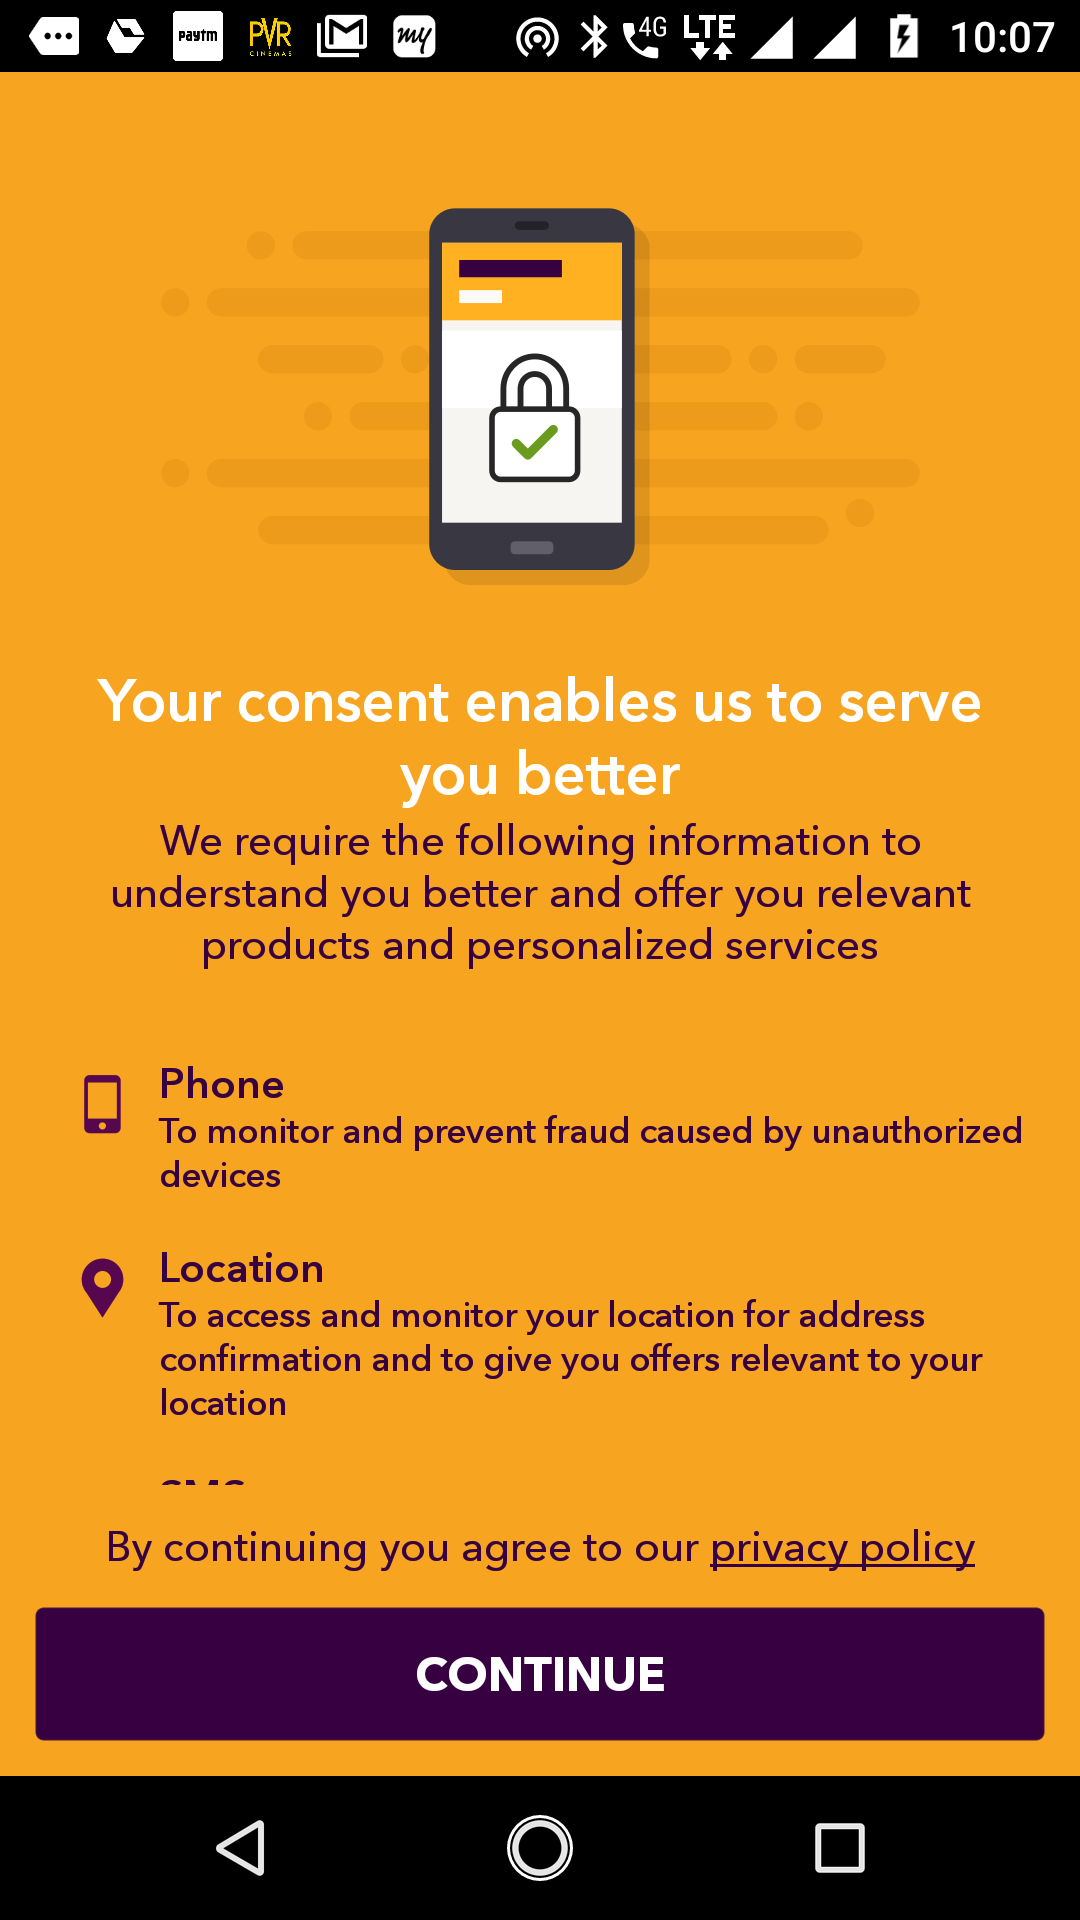 paytm
PVR
CINEMAS
my
4G
LTE
10:07
Your consent enables us to serve
you better
We require the following information to
understand you better and offer you relevant
products and personalized services
Phone
To monitor and prevent fraud caused by unauthorized
devices
Location
To access and monitor your location for address
confirmation and to give you offers relevant to your
location
SMS
By continuing you agree to our privacy policy
CONTINUE